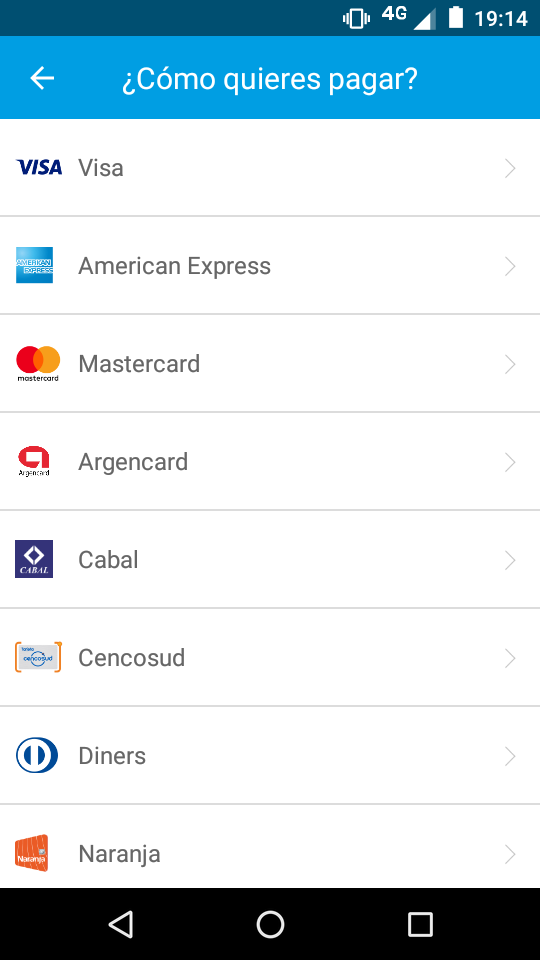 4G 19:14
¿Cómo quieres pagar?
VISA Visa
AMERICAN EXPRESS American Express
mastercard Mastercard
Argencard Argencard
CABAL Cabal
Tarjeta cencosud Cencosud
Diners
Naranja Naranja